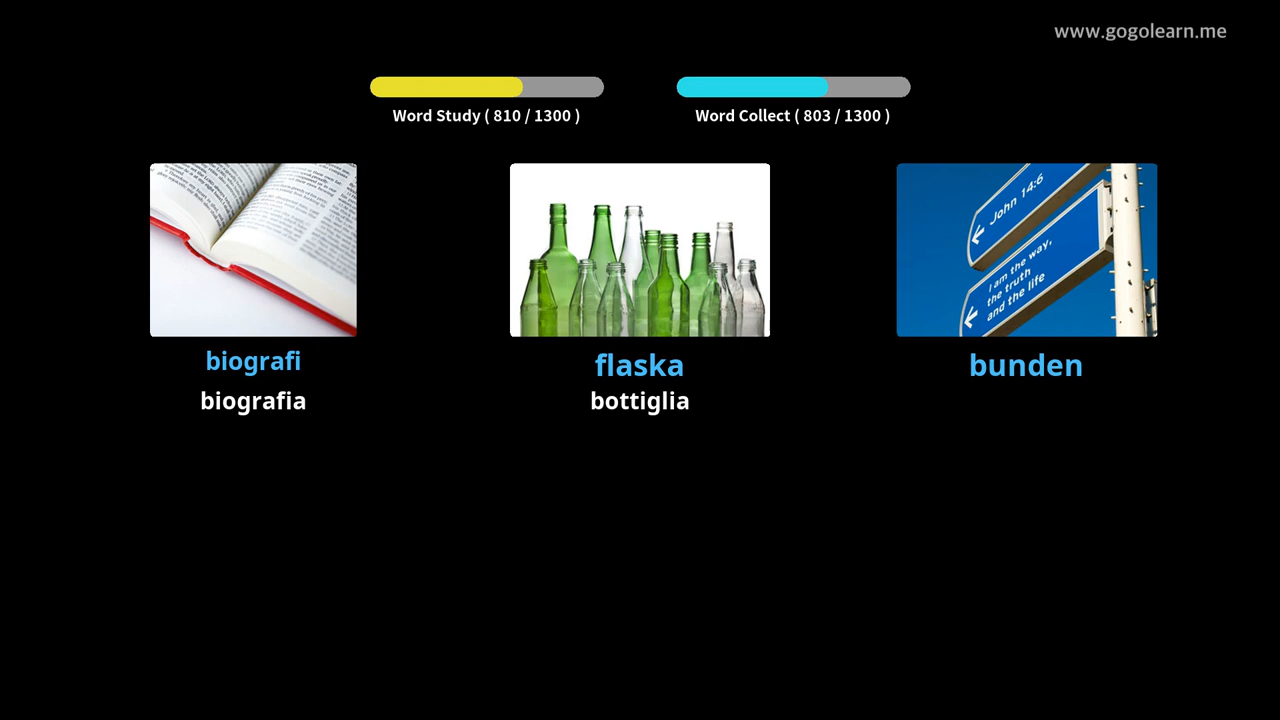 www.gogolearn.me
Word Study ( 810 / 1300 )
Word Collect ( 803 / 1300 )
John 14:6
I am the way,
the truth
and the life
biografi
flaska
bunden
biografia
bottiglia